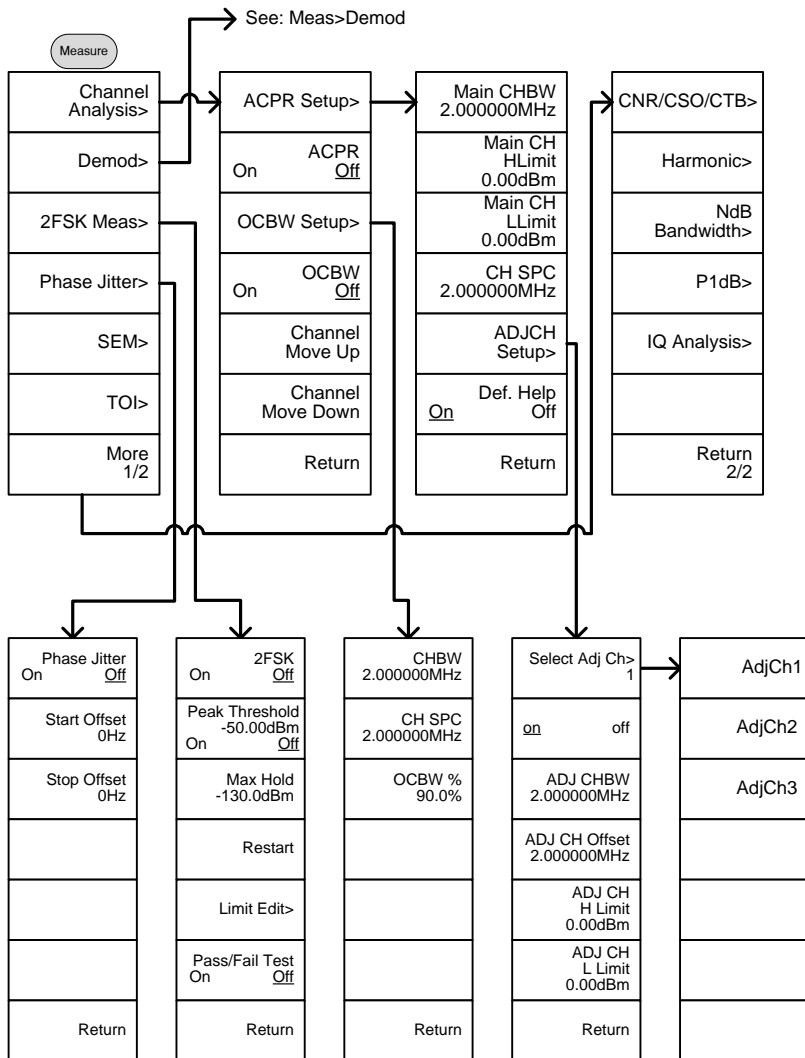 See: Meas>Demod
Measure
Channel
Analysis>
Demod>
2FSK Meas>
Phase Jitter>
SEM>
TOI>
More
1/2
ACPR Setup>
ACPR
On Off
OCBW Setup>
OCBW
On Off
Channel
Move Up
Channel
Move Down
Return
Main CHBW
2.000000MHz
Main CH
HLimit
0.00dBm
Main CH
LLimit
0.00dBm
CH SPC
2.000000MHz
ADJCH
Setup>
Def. Help
On Off
Return
CNR/CSO/CTB>
Harmonic>
NdB
Bandwidth>
P1dB>
IQ Analysis>
Return
2/2
Phase Jitter
On Off
Start Offset
0Hz
Stop Offset
0Hz
Return
2FSK
On Off
Peak Threshold
-50.00dBm
On Off
Max Hold
-130.0dBm
Restart
Limit Edit>
Pass/Fail Test
On Off
Return
CHBW
2.000000MHz
CH SPC
2.000000MHz
OCBW %
90.0%
Return
Select Adj Ch>
1
on off
ADJ CHBW
2.000000MHz
ADJ CH Offset
2.000000MHz
ADJ CH
H Limit
0.00dBm
ADJ CH
L Limit
0.00dBm
Return
AdjCh1
AdjCh2
AdjCh3